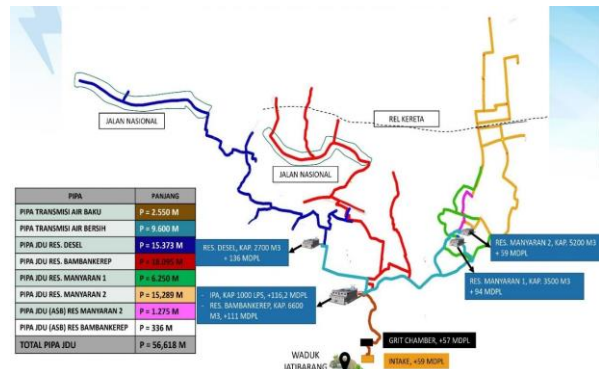 JALAN NASIONAL
REL KERETA
JALAN NASIONAL
PIPA PANJANG
PIPA TRANSMISI AIR BAKU P = 2.550 M
PIPA TRANSMISI AIR BERSIH P = 9.600 M
PIPA JDU RES. DESEL P = 15.373 M
PIPA JDU RES. BAMBANKEREP P = 18.095 M
PIPA JDU RES. MANYARAN 1 P = 6.250 M
PIPA JDU RES. MANYARAN 2 P = 15,289 M
PIPA JDU (ASB) RES MANYARAN 2 P = 1.275 M
PIPA JDU (ASB) RES BAMBANKEREP P = 336 M
TOTAL PIPA JDU P = 56,618 M
RES. DESEL, KAP. 2700 M3
+ 136 MDPL
- IPA, KAP 1000 LPS, +116,2 MDPL
- RES. BAMBANKEREP, KAP. 6600
M3, +111 MDPL
RES. MANYARAN 2, KAP. 5200 M3
+ 59 MDPL
RES. MANYARAN 1, KAP. 3500 M3
+ 94 MDPL
GRIT CHAMBER, +57 MDPL
INTAKE, +59 MDPL
WADUK
JATIBARANG